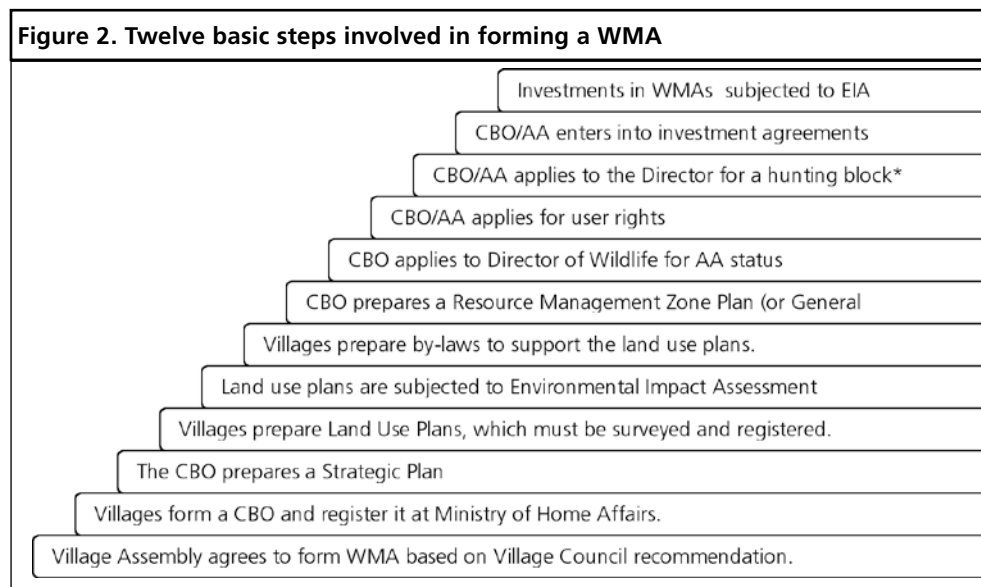 Figure 2. Twelve basic steps involved in forming a WMA
Investments in WMAs subjected to EIA
CBO/AA enters into investment agreements
CBO/AA applies to the Director for a hunting block*
CBO/AA applies for user rights
CBO applies to Director of Wildlife for AA status
CBO prepares a Resource Management Zone Plan (or General
Villages prepare by-laws to support the land use plans.
Land use plans are subjected to Environmental Impact Assessment
Villages prepare Land Use Plans, which must be surveyed and registered.
The CBO prepares a Strategic Plan
Villages form a CBO and register it at Ministry of Home Affairs.
Village Assembly agrees to form WMA based on Village Council recommendation.